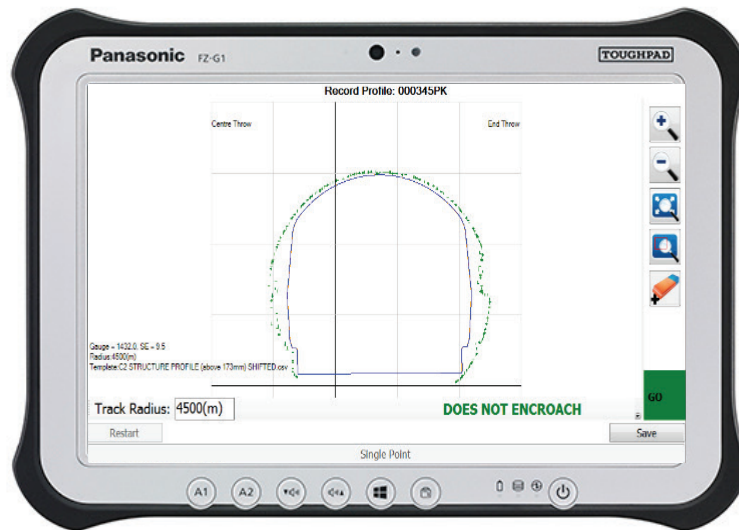 Panasonic FZ-G1
TOUGHPAD
Record Profile: 000345PK
Centre Throw
End Throw
Gauge = 1432.0, SE = 9.5
Radius:4500(m)
Template:C2 STRUCTURE PROFILE (above 173mm) SHIFTED.csv
Track Radius: 4500(m)
DOES NOT ENCROACH
GO
Restart
Save
Single Point
A1
A2